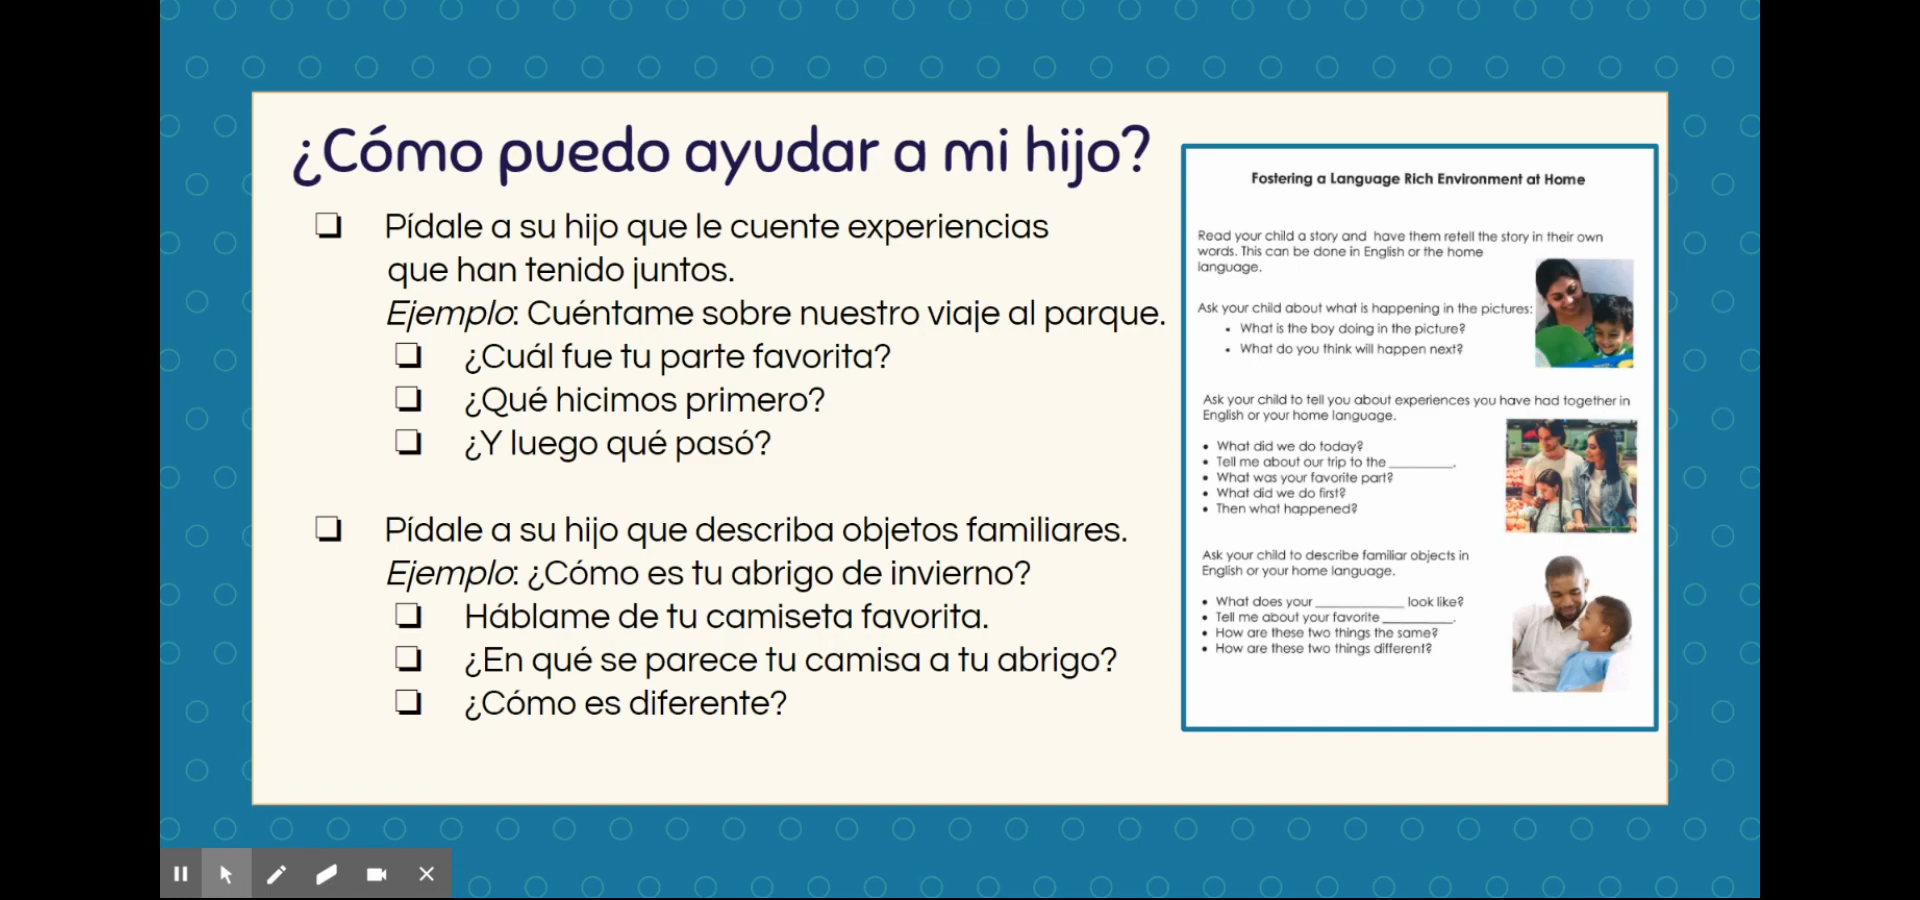 ¿Cómo puedo ayudar a mi hijo?
❏ Pídale a su hijo que le cuente experiencias
que han tenido juntos.
Ejemplo: Cuéntame sobre nuestro viaje al parque.
❏ ¿Cuál fue tu parte favorita?
❏ ¿Qué hicimos primero?
❏ ¿Y luego qué pasó?
❏ Pídale a su hijo que describa objetos familiares.
Ejemplo: ¿Cómo es tu abrigo de invierno?
❏ Háblame de tu camiseta favorita.
❏ ¿En qué se parece tu camisa a tu abrigo?
❏ ¿Cómo es diferente?
Fostering a Language Rich Environment at Home
Read your child a story and have them retell the story in their own
words. This can be done in English or the home
language.
Ask your child about what is happening in the pictures:
• What is the boy doing in the picture?
• What do you think will happen next?
Ask your child to tell you about experiences you have had together in
English or your home language.
• What did we do today?
• Tell me about our trip to the __________.
• What was your favorite part?
• What did we do first?
• Then what happened?
Ask your child to describe familiar objects in
English or your home language.
• What does your ______________ look like?
• Tell me about your favorite ___________.
• How are these two things the same?
• How are these two things different?